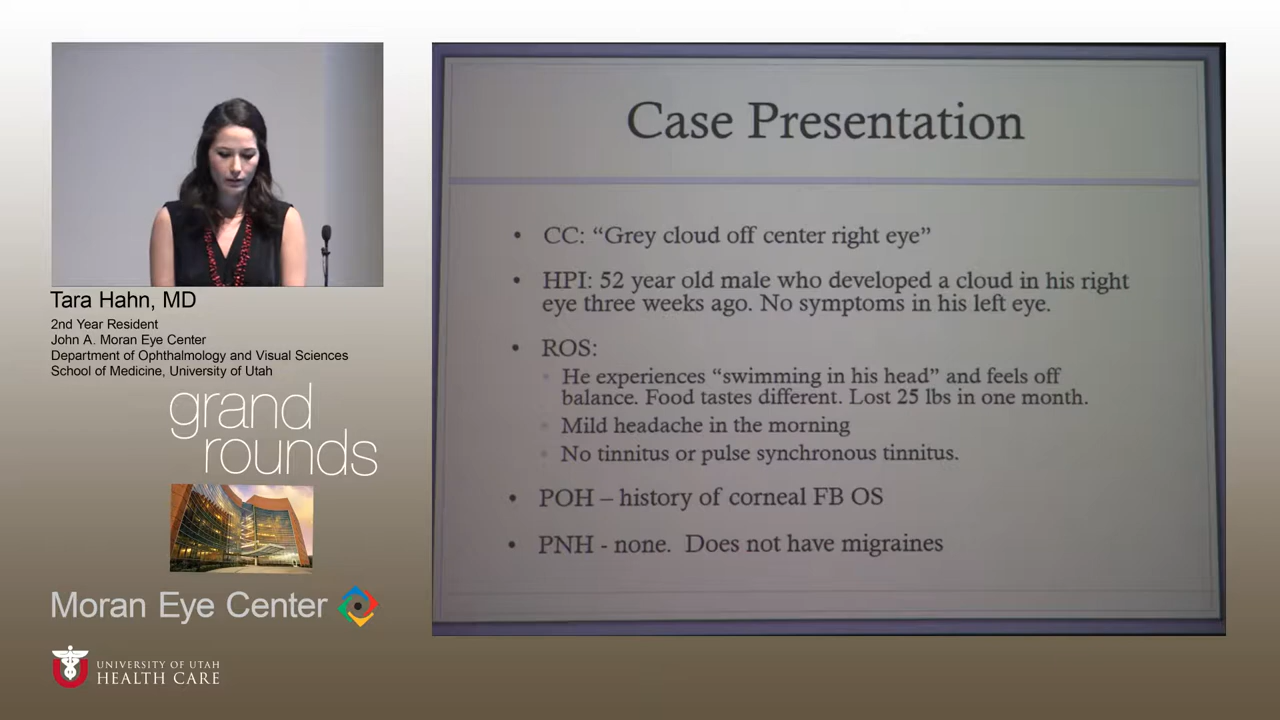 Tara Hahn, MD
2nd Year Resident
John A. Moran Eye Center
Department of Ophthalmology and Visual Sciences
School of Medicine, University of Utah
grand
rounds
Moran Eye Center
UNIVERSITY OF UTAH
HEALTH CARE
Case Presentation
• CC: “Grey cloud off center right eye”
• HPI: 52 year old male who developed a cloud in his right
eye three weeks ago. No symptoms in his left eye.
• ROS:
• He experiences “swimming in his head” and feels off
balance. Food tastes different. Lost 25 lbs in one month.
• Mild headache in the morning
• No tinnitus or pulse synchronous tinnitus.
• POH – history of corneal FB OS
• PNH - none. Does not have migraines